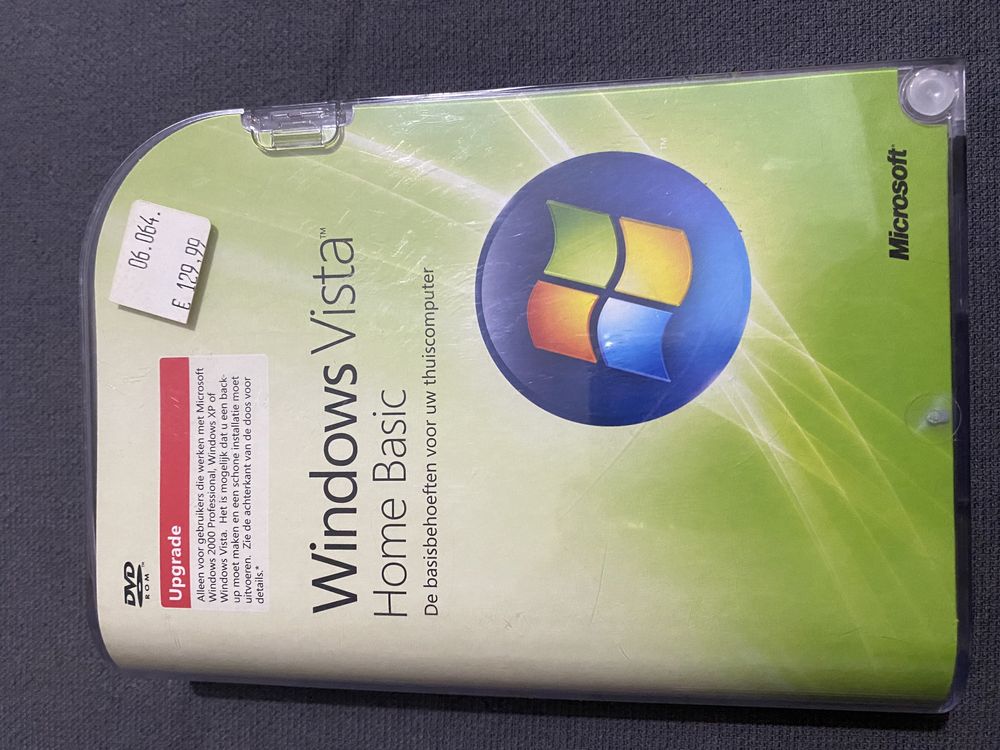 06.064.
£ 129,99
DVD
ROM™
Upgrade
Alleen voor gebruikers die werken met Microsoft
Windows 2000 Professional, Windows XP of
Windows Vista. Het is mogelijk dat u een back-
up moet maken en een schone installatie moet
uitvoeren. Zie de achterkant van de doos voor
details.*
Windows Vista™
Home Basic
De basisbehoeften voor uw thuiscomputer
™
Microsoft